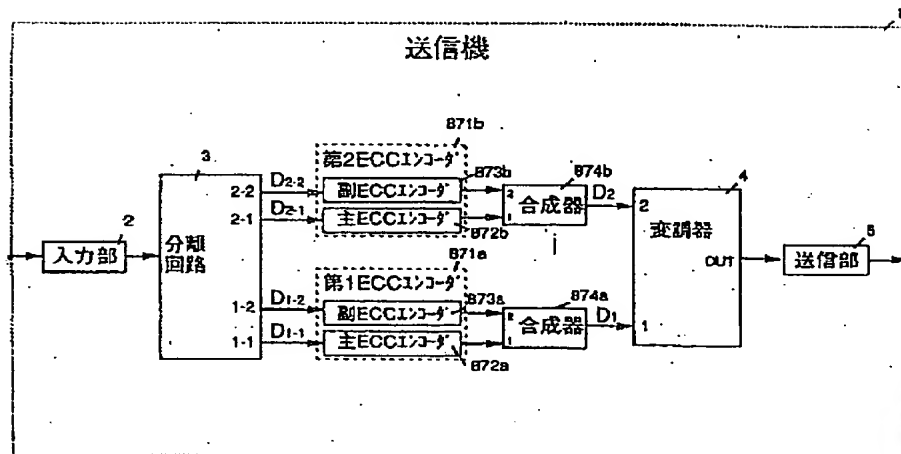 1
送信機
871b
3
第2ECCエンコーダ
873b
874b
4
2-2
D2-2
副ECCエンコーダ
2
合成器
D2
2
2-1
D2-1
主ECCエンコーダ
1
872b
変調器
2
入力部
分離
回路
871a
OUT
5
送信部
第1ECCエンコーダ
873a
874a
1-2
D1-2
副ECCエンコーダ
2
合成器
D1
1
1-1
D1-1
主ECCエンコーダ
1
872a